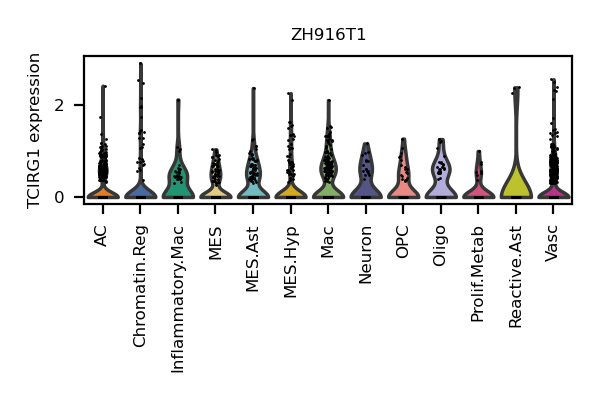 ZH916T1
TCIRG1 expression
2
0
AC
Chromatin.Reg
Inflammatory.Mac
MES
MES.Ast
MES.Hyp
Mac
Neuron
OPC
Oligo
Prolif.Metab
Reactive.Ast
Vasc